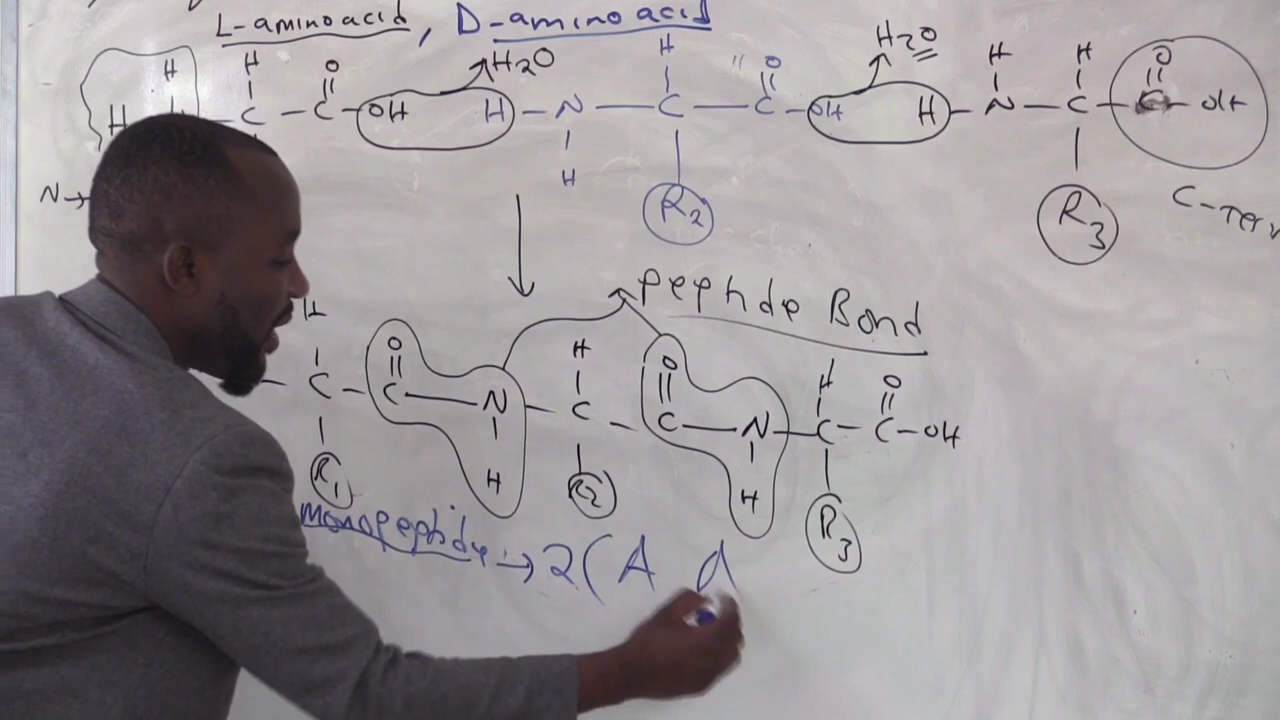 L-amino acid, D-amino acid
H H O H2O H " O H2O H H O
H C - C - OH H - N - C - C - OH H - N - C - C - OH
H
N→ R2 R3 C-Ter
Peptide Bond
H O H O H O
C - C - N - C - C - N - C - C - OH
R1 H R2 H R3
monopeptide → 2 ( A A